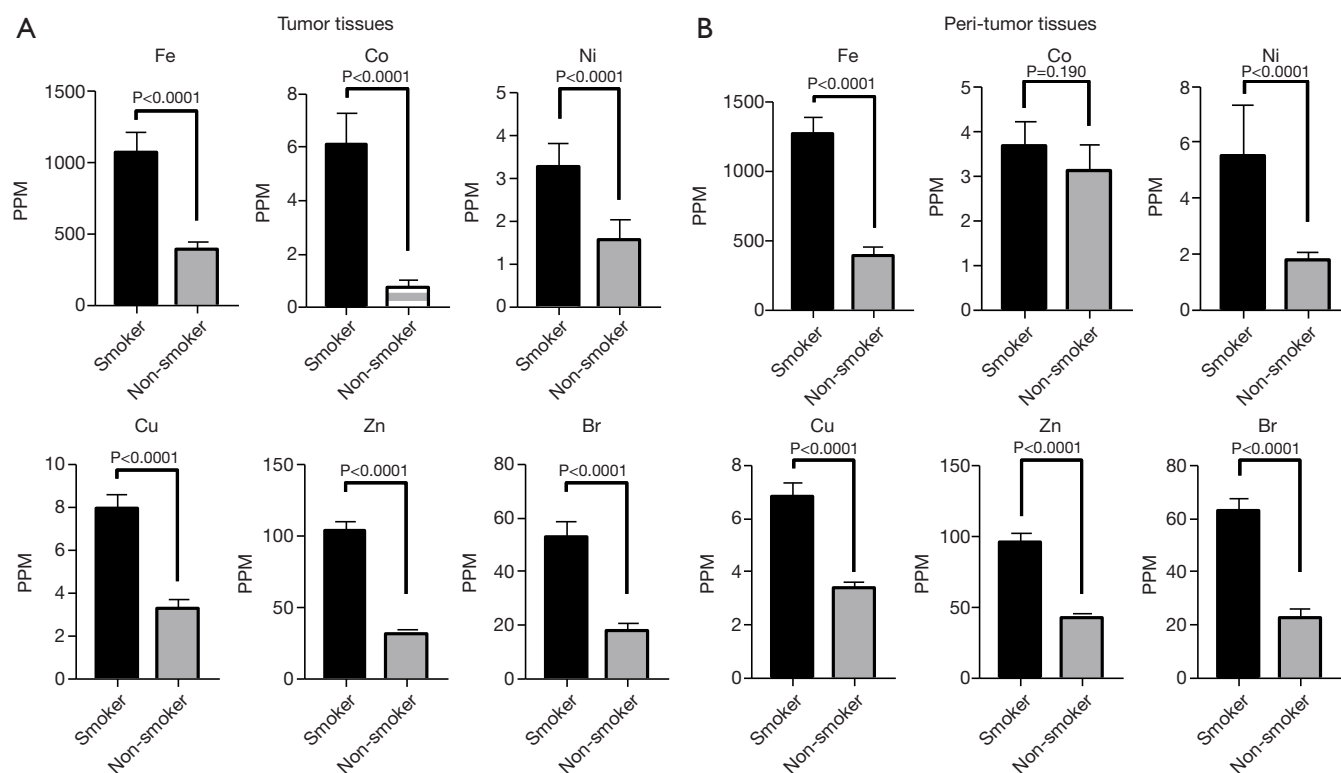 A
Tumor tissues
Fe
P<0.0001
PPM
1500
1000
500
0
Smoker
Non-smoker
Co
P<0.0001
PPM
8
6
4
2
0
Smoker
Non-smoker
Ni
P<0.0001
PPM
5
4
3
2
1
0
Smoker
Non-smoker
Cu
P<0.0001
PPM
10
8
6
4
2
0
Smoker
Non-smoker
Zn
P<0.0001
PPM
150
100
50
0
Smoker
Non-smoker
Br
P<0.0001
PPM
80
60
40
20
0
Smoker
Non-smoker
B
Peri-tumor tissues
Fe
P<0.0001
PPM
1500
1000
500
0
Smoker
Non-smoker
Co
P=0.190
PPM
5
4
3
2
1
0
Smoker
Non-smoker
Ni
P<0.0001
PPM
8
6
4
2
0
Smoker
Non-smoker
Cu
P<0.0001
PPM
8
6
4
2
0
Smoker
Non-smoker
Zn
P<0.0001
PPM
150
100
50
0
Smoker
Non-smoker
Br
P<0.0001
PPM
80
60
40
20
0
Smoker
Non-smoker